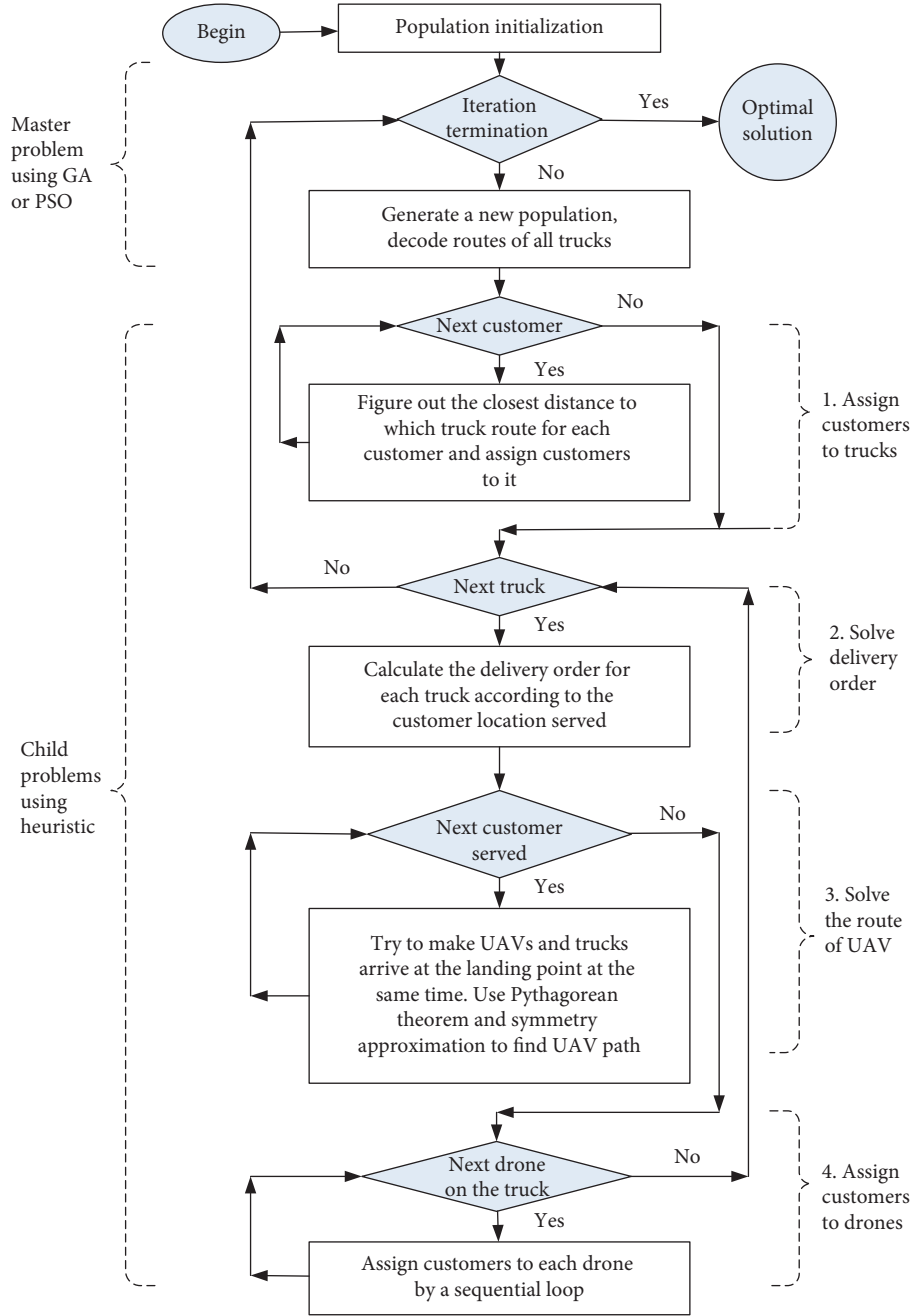 Begin
Population initialization
Iteration
termination
Yes
Optimal
solution
No
Master
problem
using GA
or PSO
Generate a new population,
decode routes of all trucks
Next customer
No
Yes
Figure out the closest distance to
which truck route for each
customer and assign customers
to it
1. Assign
customers
to trucks
No
Next truck
Yes
Calculate the delivery order for
each truck according to the
customer location served
2. Solve
delivery
order
Child
problems
using
heuristic
Next customer
served
No
Yes
Try to make UAVs and trucks
arrive at the landing point at the
same time. Use Pythagorean
theorem and symmetry
approximation to find UAV path
3. Solve
the route
of UAV
Next drone
on the truck
No
Yes
Assign customers to each drone
by a sequential loop
4. Assign
customers
to drones